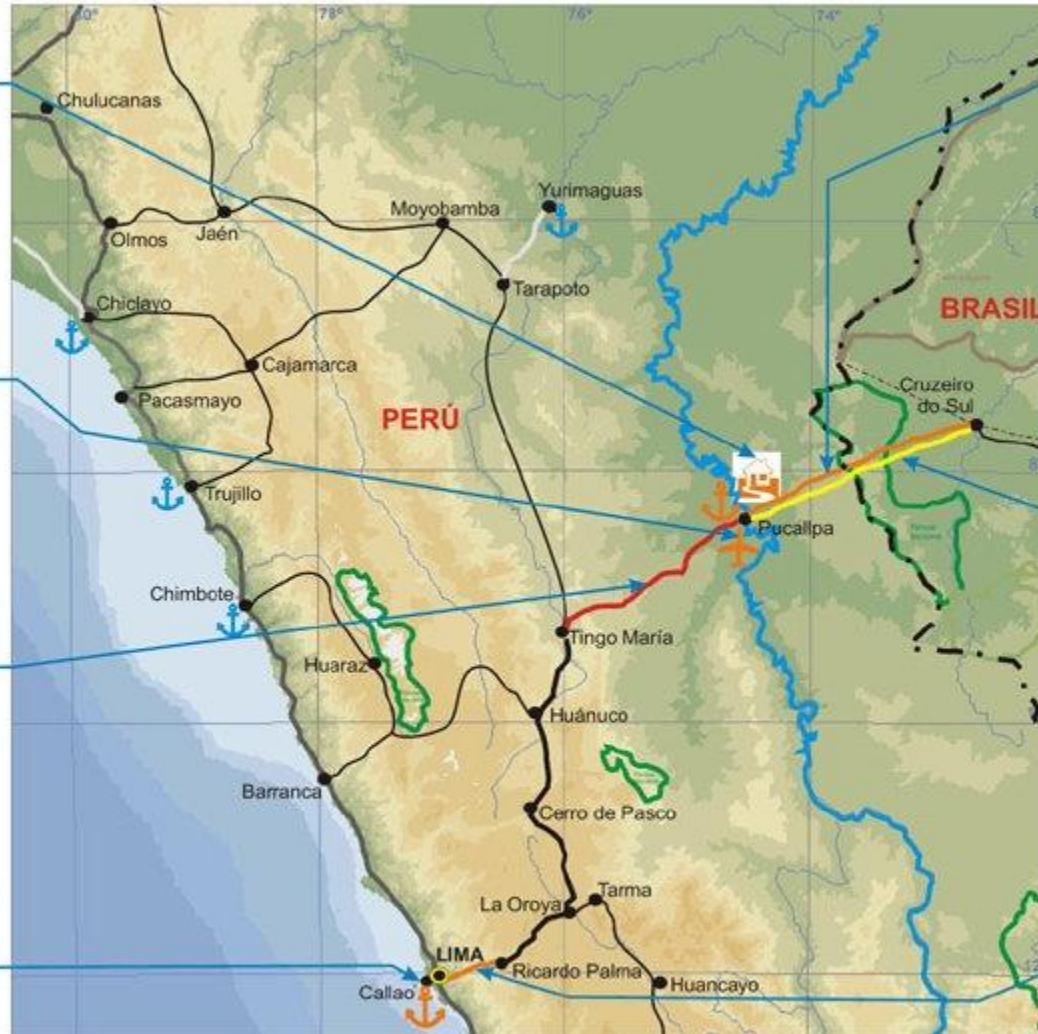 80°
78°
76°
74°
Chulucanas
Yurimaguas
Moyobamba
Olmos
Jaén
Tarapoto
Chiclayo
BRASIL
Cajamarca
Cruzeiro
do Sul
Pacasmayo
PERÚ
Trujillo
Pucallpa
Chimbote
Tingo María
Huaraz
Huánuco
Barranca
Cerro de Pasco
Tarma
La Oroya
LIMA
Ricardo Palma
Callao
Huancayo